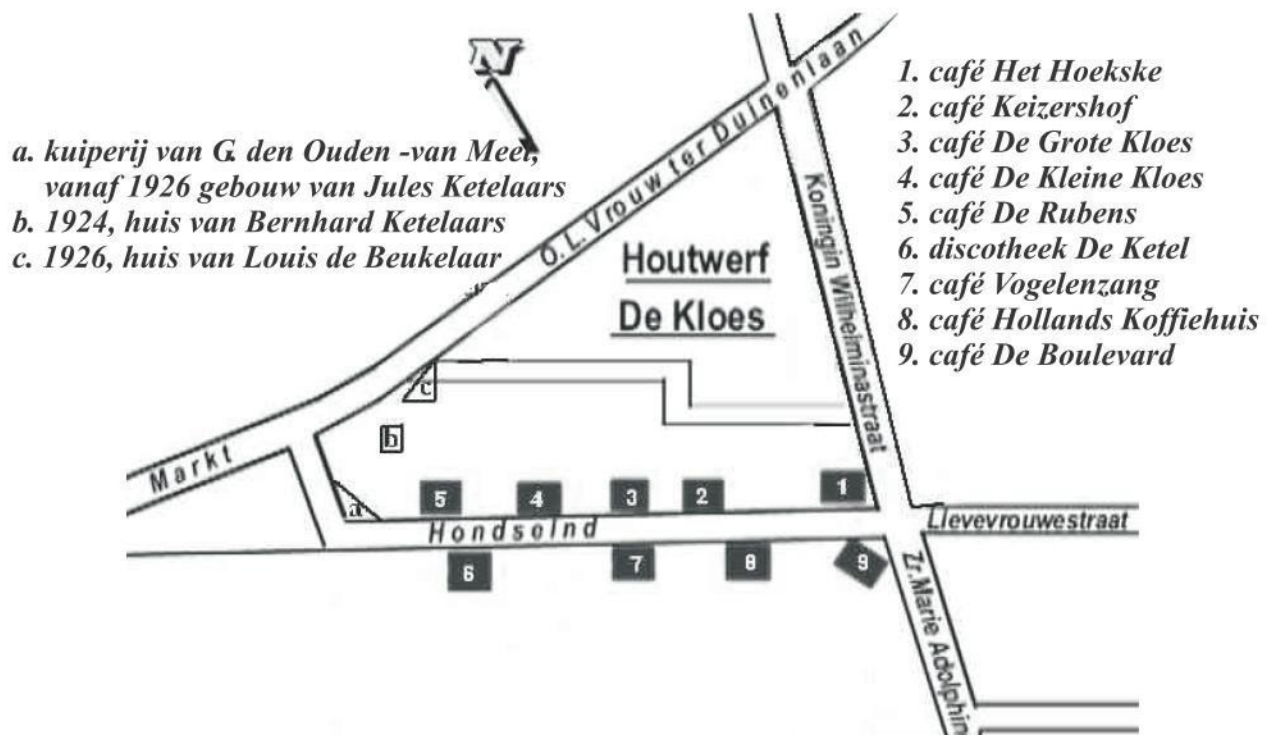 N
a. kuiperij van G. den Ouden -van Meel,
vanaf 1926 gebouw van Jules Ketelaars
b. 1924, huis van Bernhard Ketelaars
c. 1926, huis van Louis de Beukelaar
1. café Het Hoekske
2. café Keizershof
3. café De Grote Kloes
4. café De Kleine Kloes
5. café De Rubens
6. discotheek De Ketel
7. café Vogelenzang
8. café Hollands Koffiehuis
9. café De Boulevard
O.L. Vrouw ter Duinenlaan
Koningin Wilhelminastraat
Houtwerf
De Kloes
c
b
Markt
a
5
4
3
2
1
Hondseind
Lievevrouwestraat
6
7
8
9
Zr. Marie Adolphin